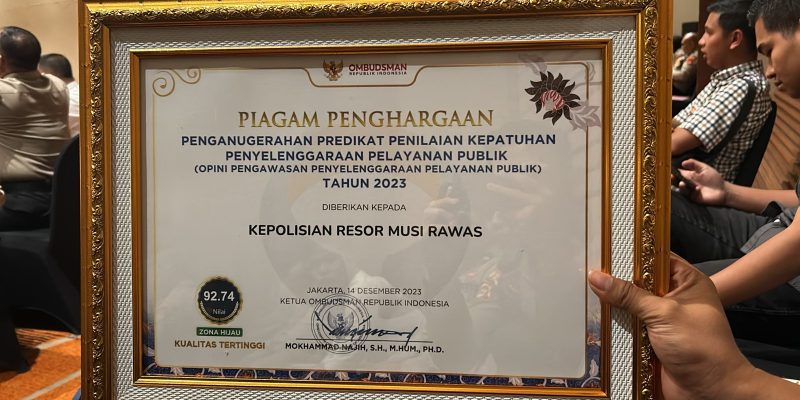 OMBUDSMAN
REPUBLIK INDONESIA
PIAGAM PENGHARGAAN
PENGANUGERAHAN PREDIKAT PENILAIAN KEPATUHAN
PENYELENGGARAAN PELAYANAN PUBLIK
(OPINI PENGAWASAN PENYELENGGARAAN PELAYANAN PUBLIK)
TAHUN 2023
DIBERIKAN KEPADA
KEPOLISIAN RESOR MUSI RAWAS
92.74
Nilai
ZONA HIJAU
KUALITAS TERTINGGI
JAKARTA, 14 DESEMBER 2023
KETUA OMBUDSMAN REPUBLIK INDONESIA
MOKHAMMAD NAJIH, S.H., M.HUM., PH.D.